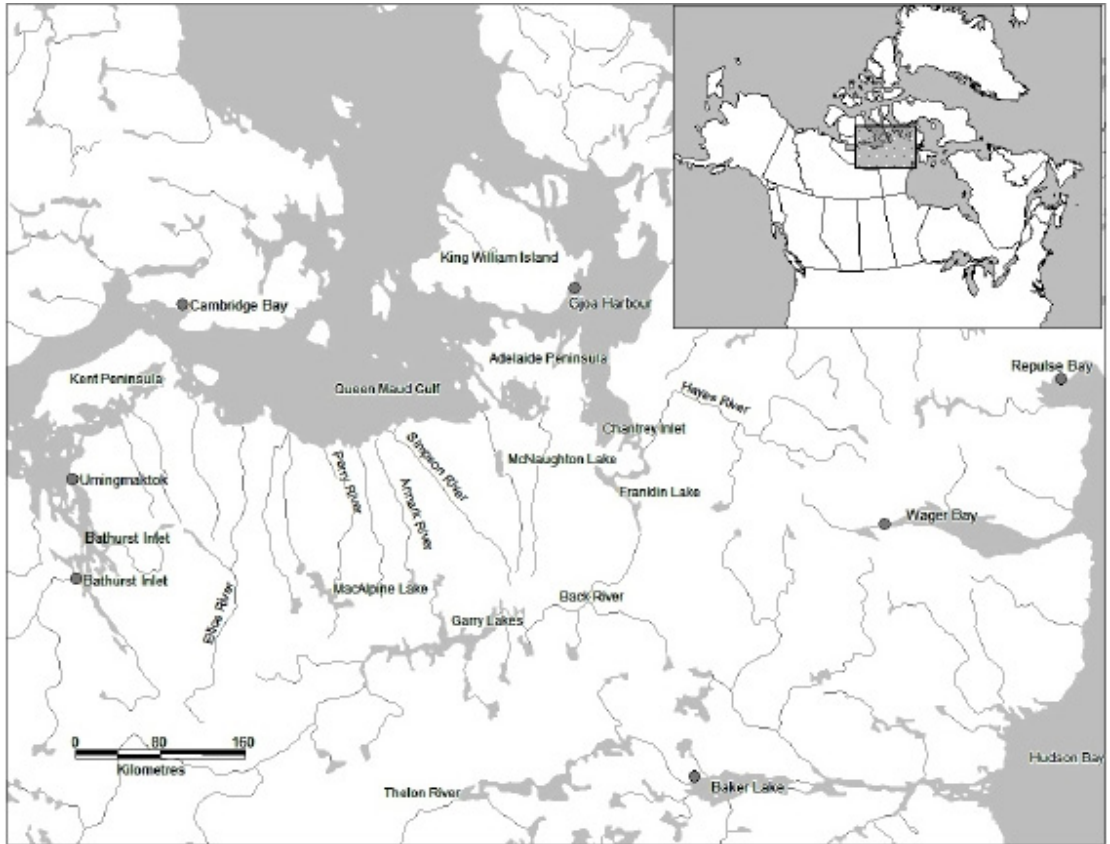 King William Island
Gjoa Harbour
Cambridge Bay
Adelaide Peninsula
Repulse Bay
Kent Peninsula
Queen Maud Gulf
Hayes River
Chantrey Inlet
Simpson River
McNaughton Lake
Perry River
Armark River
Umingmaktok
Franklin Lake
Wager Bay
Bathurst Inlet
Bathurst Inlet
MacAlpine Lake
Back River
Ellice River
Garry Lakes
0 80 160
Kilometres
Hudson Bay
Thelon River
Baker Lake